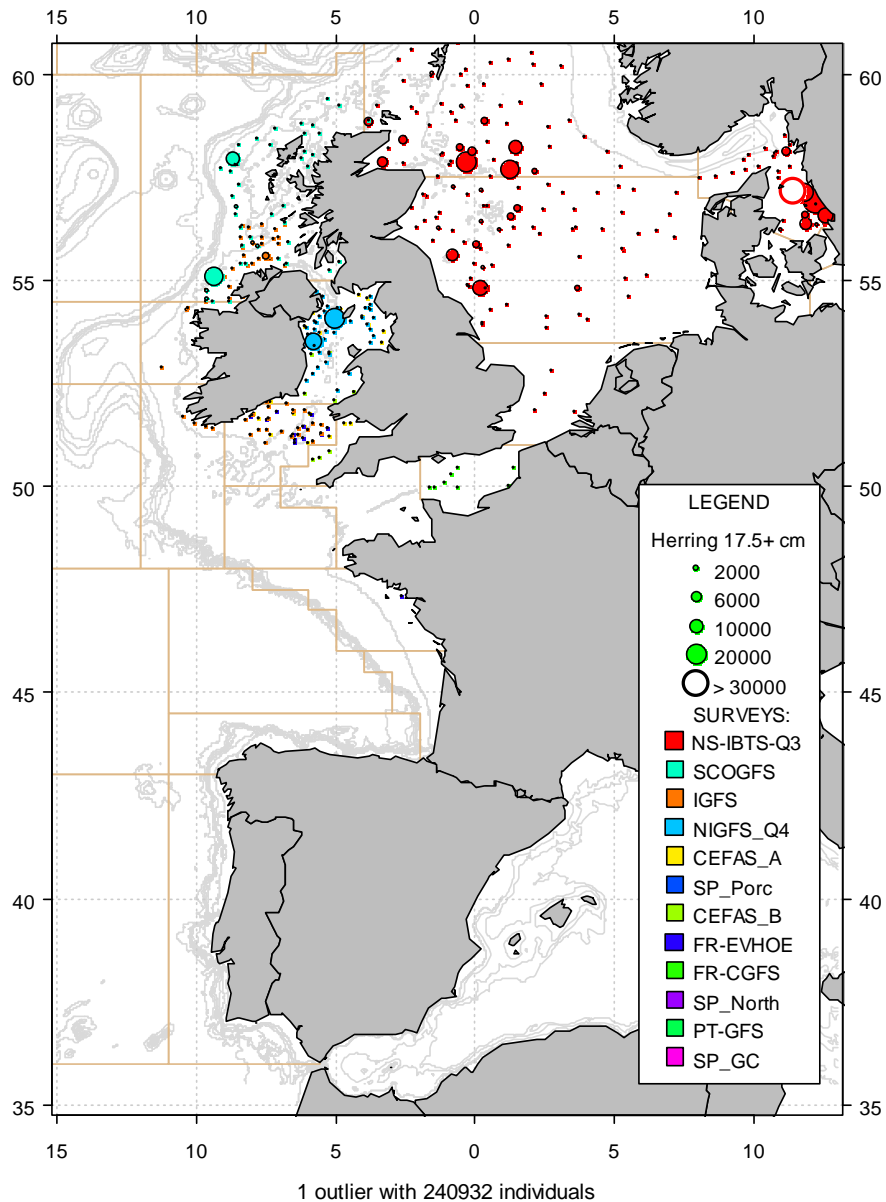 15 10 5 0 5 10
60 60
55 55
50 50
45 45
40 40
35 35
LEGEND
Herring 17.5+ cm
2000
6000
10000
20000
> 30000
SURVEYS:
NS-IBTS-Q3
SCOGFS
IGFS
NIGFS_Q4
CEFAS_A
SP_Porc
CEFAS_B
FR-EVHOE
FR-CGFS
SP_North
PT-GFS
SP_GC
15 10 5 0 5 10
1 outlier with 240932 individuals